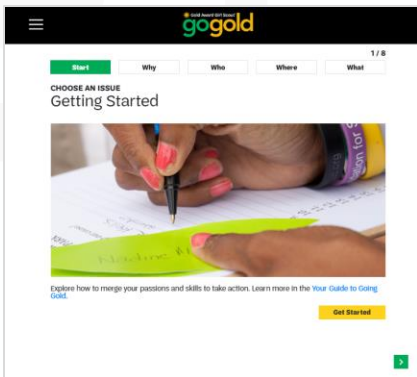 Gold Award Girl Scout
gogold
1 / 8
Start Why Who Where What
CHOOSE AN ISSUE
Getting Started
Explore how to merge your passions and skills to take action. Learn more in the Your Guide to Going
Gold.
Get Started